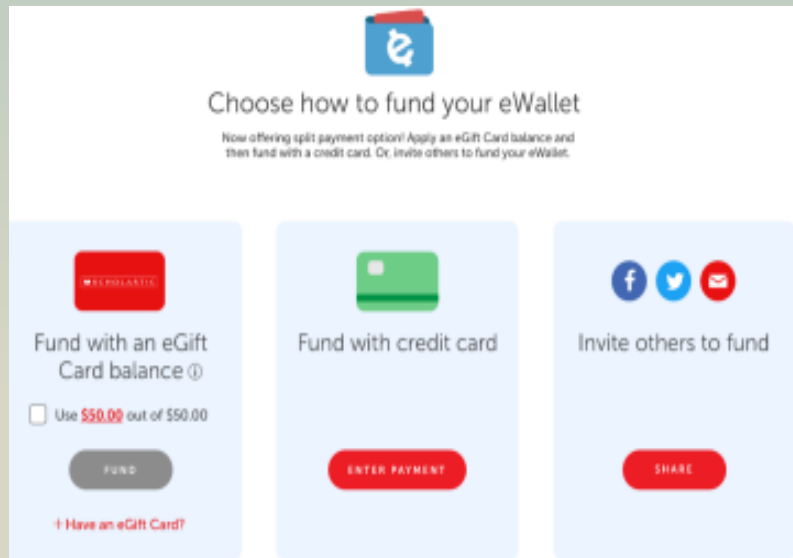 Choose how to fund your eWallet
Now offering split payment option! Apply an eGift Card balance and
then fund with a credit card. Or, invite others to fund your eWallet.
SCHOLASTIC
Fund with an eGift
Card balance
Use $50.00 out of $50.00
FUND
+ Have an eGift Card?
Fund with credit card
ENTER PAYMENT
Invite others to fund
SHARE